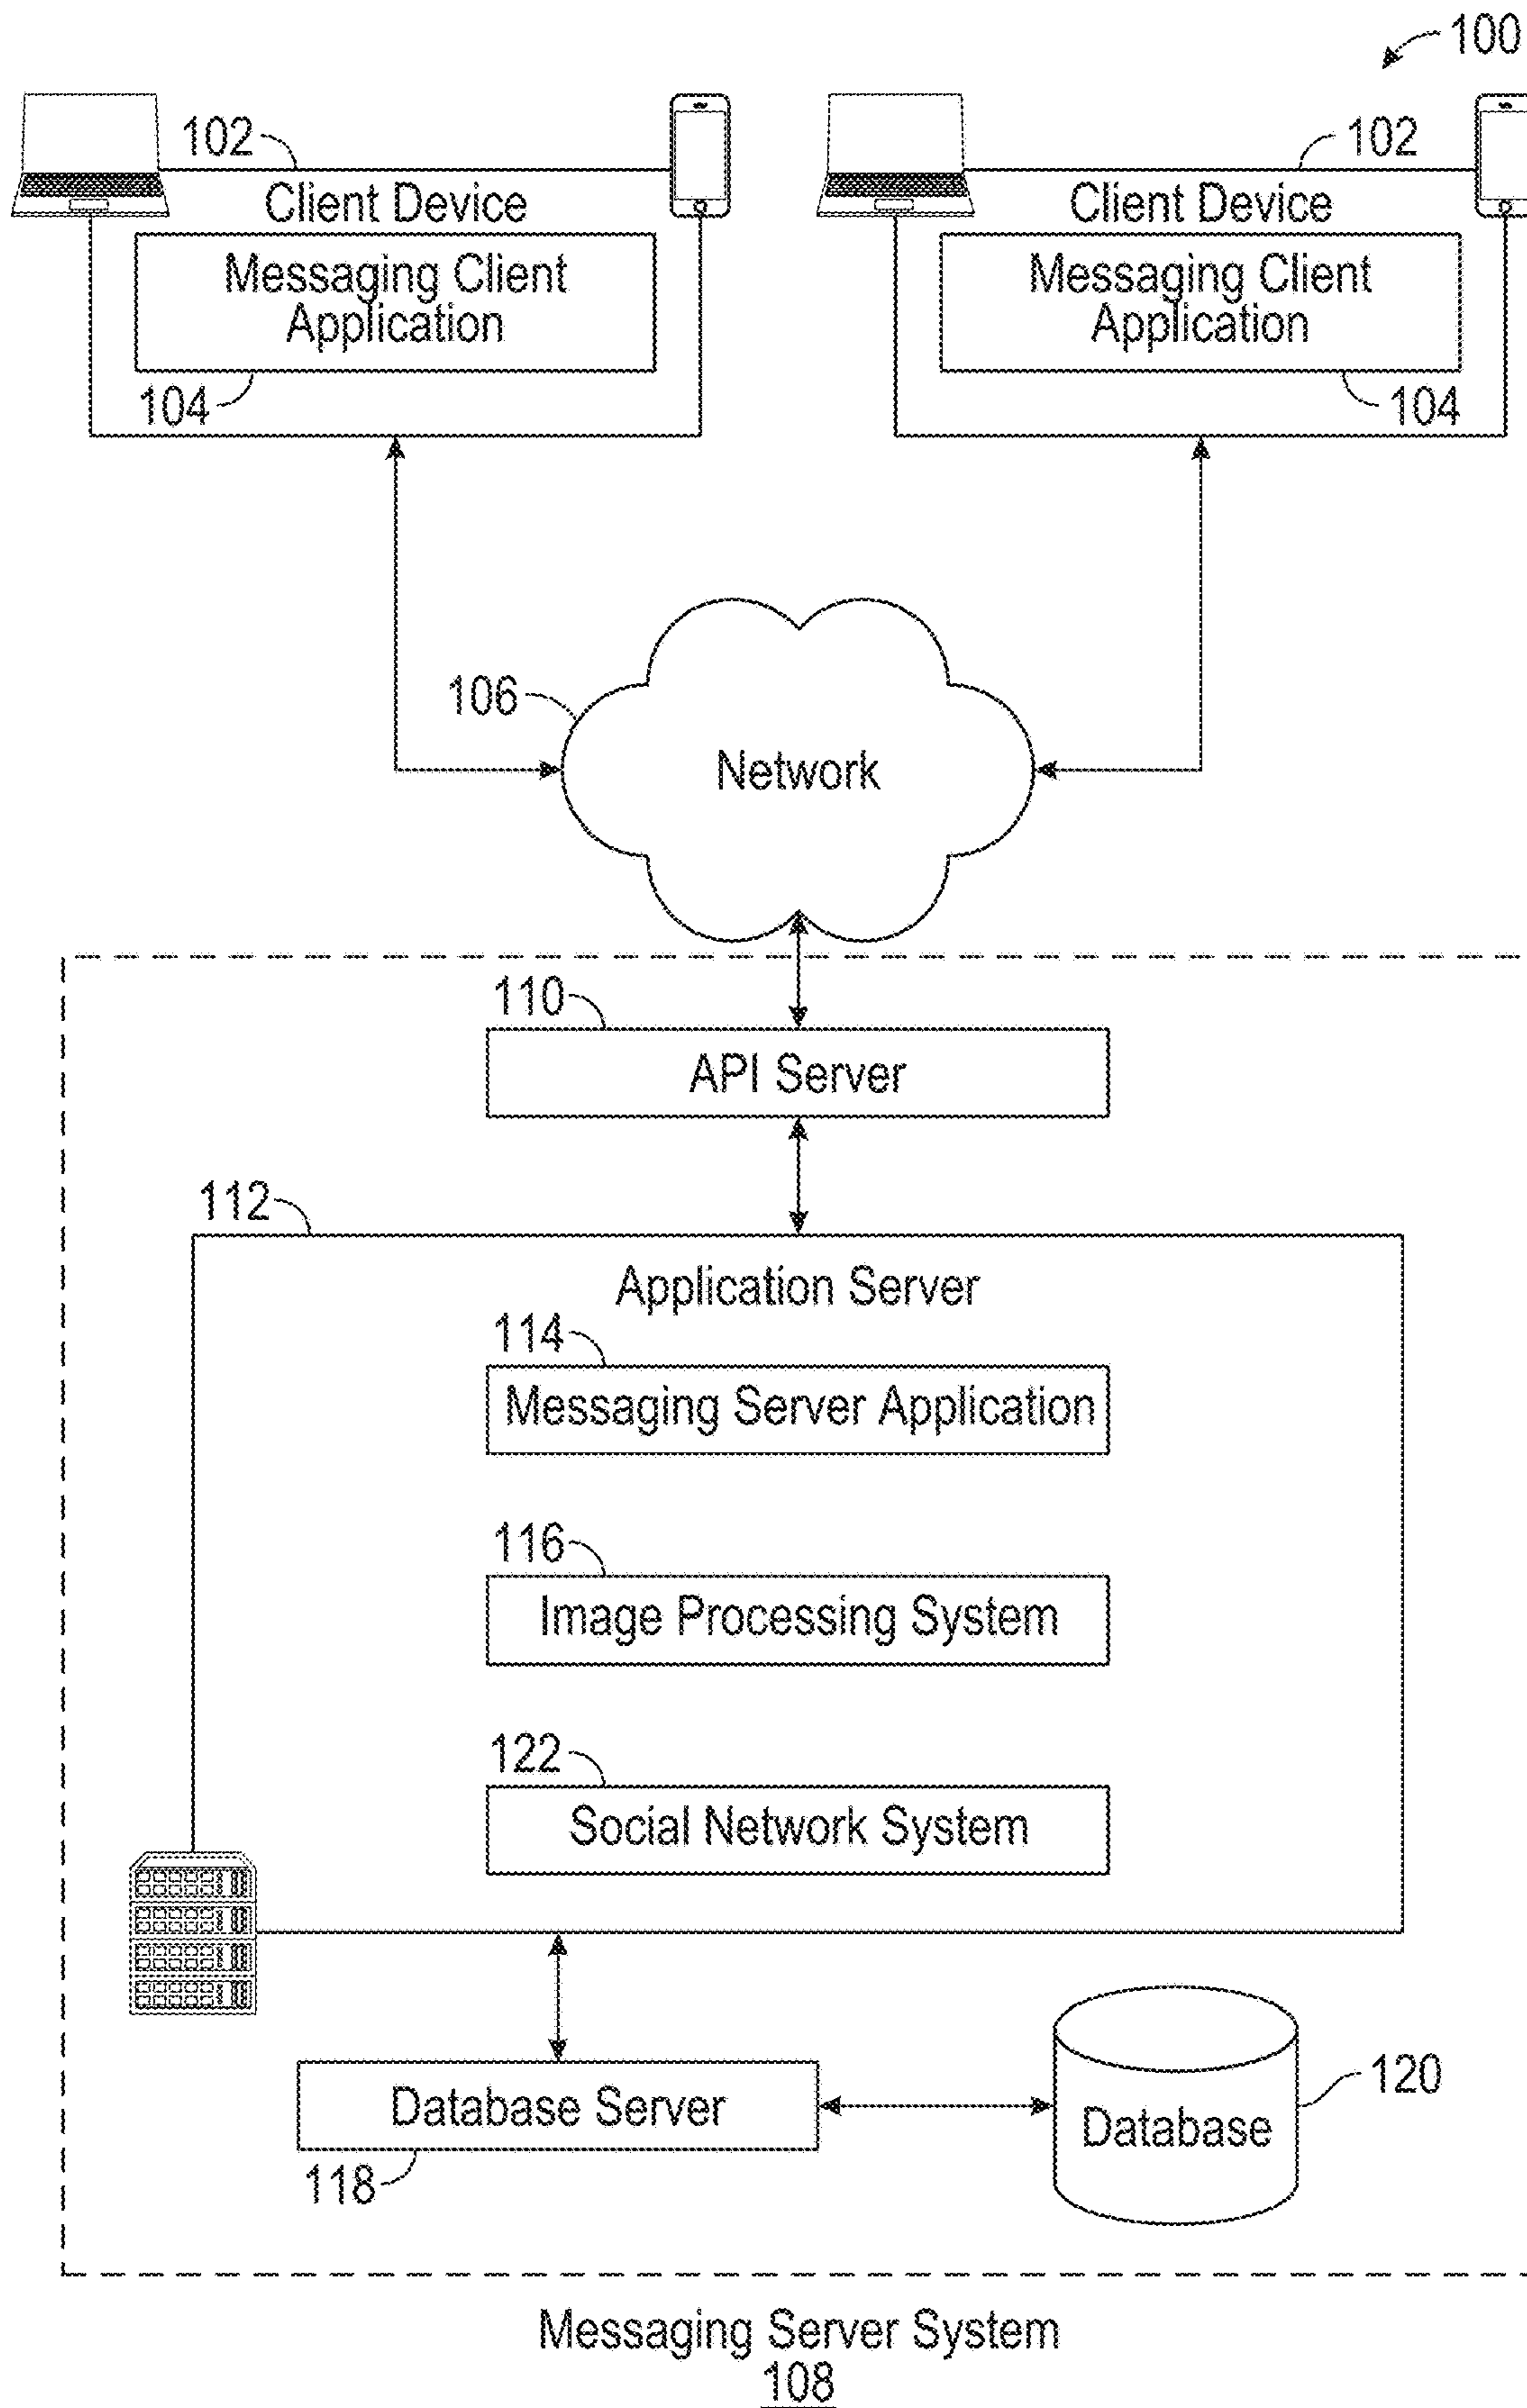 100
102
102
Client Device
Client Device
Messaging Client
Application
Messaging Client
Application
104
104
106
Network
110
API Server
112
Application Server
114
Messaging Server Application
116
Image Processing System
122
Social Network System
Database Server
118
Database
120
Messaging Server System
108